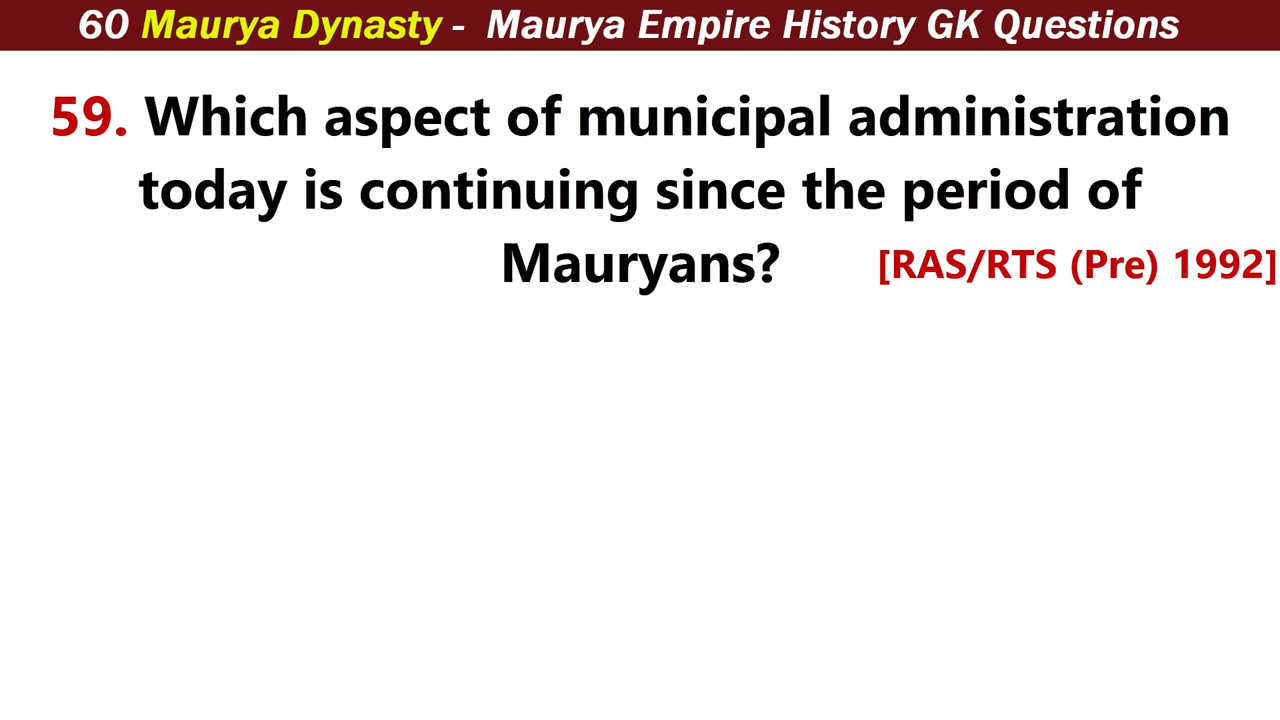 60 Maurya Dynasty - Maurya Empire History GK Questions
59. Which aspect of municipal administration
today is continuing since the period of
Mauryans? [RAS/RTS (Pre) 1992]